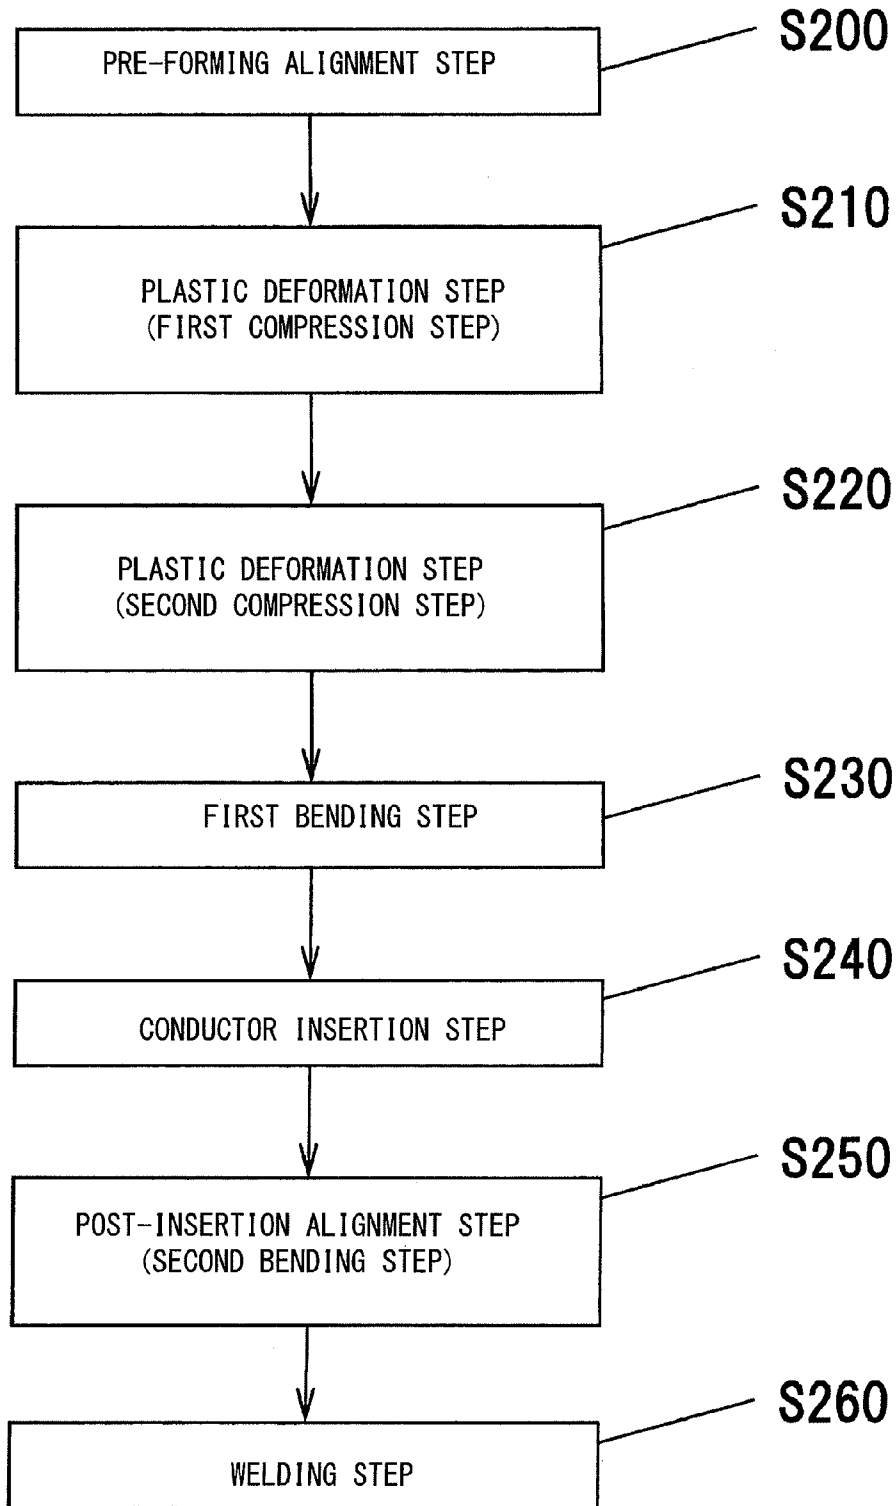 S200
PRE-FORMING ALIGNMENT STEP
S210
PLASTIC DEFORMATION STEP
(FIRST COMPRESSION STEP)
S220
PLASTIC DEFORMATION STEP
(SECOND COMPRESSION STEP)
S230
FIRST BENDING STEP
S240
CONDUCTOR INSERTION STEP
S250
POST-INSERTION ALIGNMENT STEP
(SECOND BENDING STEP)
S260
WELDING STEP